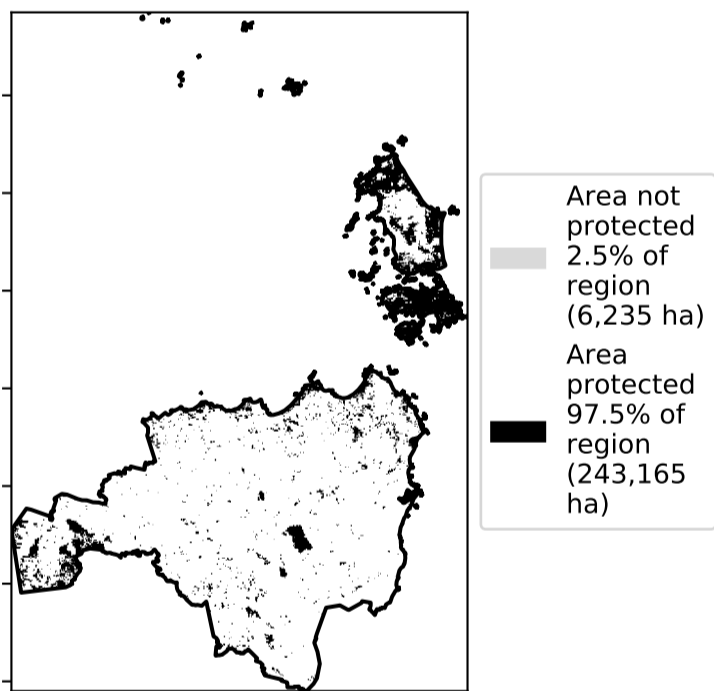 Area not
protected
2.5% of
region
(6,235 ha)
Area
protected
97.5% of
region
(243,165
ha)